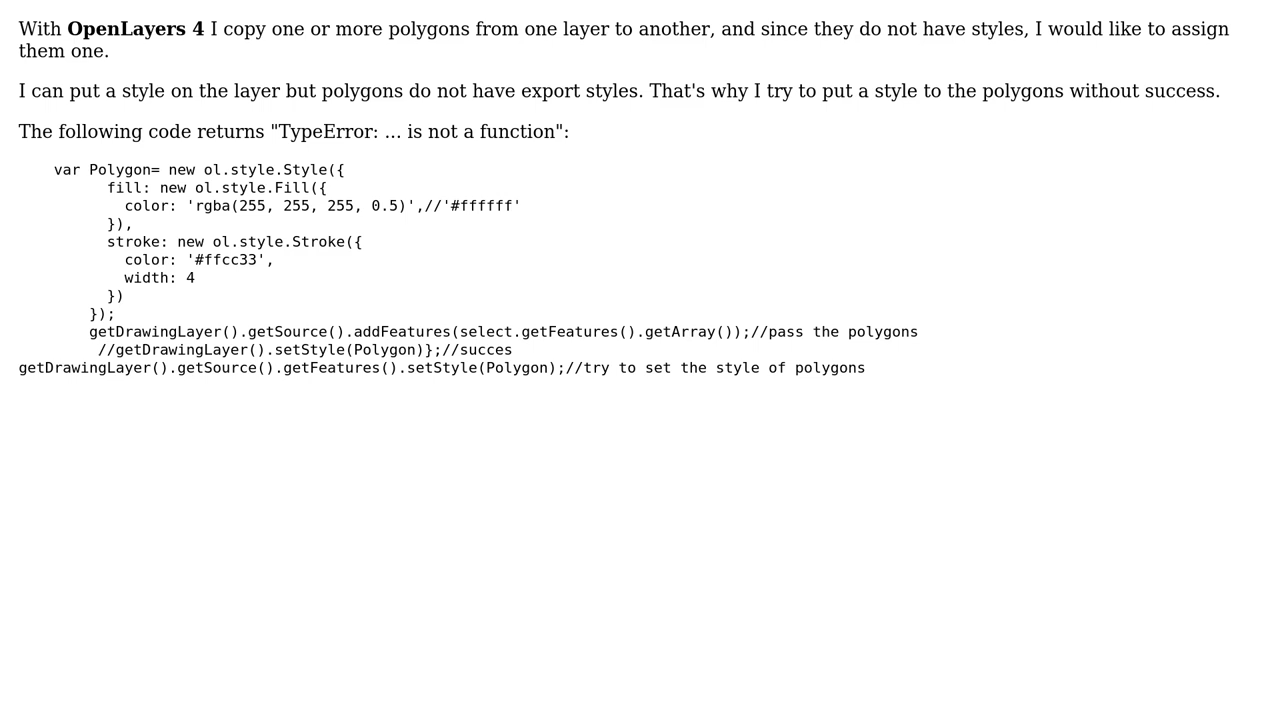 With OpenLayers 4 I copy one or more polygons from one layer to another, and since they do not have styles, I would like to assign
them one.
I can put a style on the layer but polygons do not have export styles. That's why I try to put a style to the polygons without success.
The following code returns "TypeError: ... is not a function":
    var Polygon= new ol.style.Style({
          fill: new ol.style.Fill({
            color: 'rgba(255, 255, 255, 0.5)',//'#ffffff'
          }),
          stroke: new ol.style.Stroke({
            color: '#ffcc33',
            width: 4
          })
        });
        getDrawingLayer().getSource().addFeatures(select.getFeatures().getArray());//pass the polygons
         //getDrawingLayer().setStyle(Polygon)};//succes
getDrawingLayer().getSource().getFeatures().setStyle(Polygon);//try to set the style of polygons